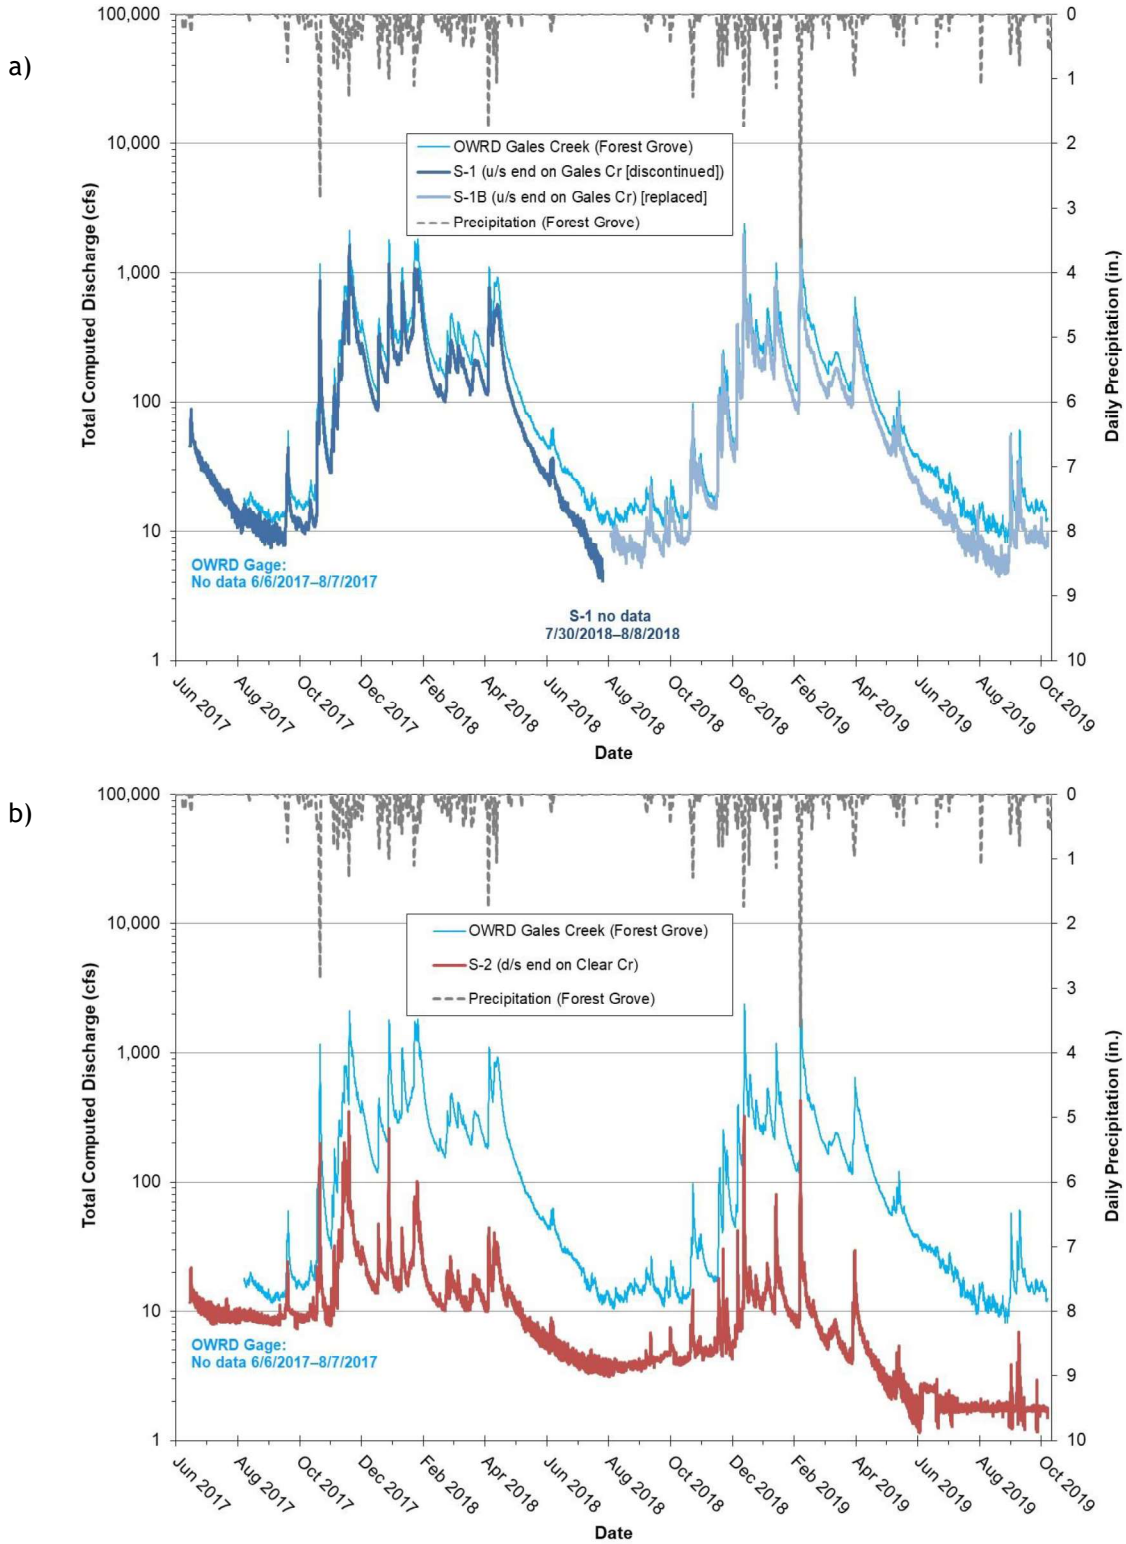 a)
100,000
10,000
1,000
100
10
1
Total Computed Discharge (cfs)
OWRD Gales Creek (Forest Grove)
S-1 (u/s end on Gales Cr [discontinued])
S-1B (u/s end on Gales Cr) [replaced]
Precipitation (Forest Grove)
OWRD Gage:
No data 6/6/2017–8/7/2017
S-1 no data
7/30/2018–8/8/2018
0
1
2
3
4
5
6
7
8
9
10
Daily Precipitation (in.)
Jun 2017
Aug 2017
Oct 2017
Dec 2017
Feb 2018
Apr 2018
Jun 2018
Aug 2018
Oct 2018
Dec 2018
Feb 2019
Apr 2019
Jun 2019
Aug 2019
Oct 2019
Date
b)
100,000
10,000
1,000
100
10
1
Total Computed Discharge (cfs)
OWRD Gales Creek (Forest Grove)
S-2 (d/s end on Clear Cr)
Precipitation (Forest Grove)
OWRD Gage:
No data 6/6/2017–8/7/2017
0
1
2
3
4
5
6
7
8
9
10
Daily Precipitation (in.)
Jun 2017
Aug 2017
Oct 2017
Dec 2017
Feb 2018
Apr 2018
Jun 2018
Aug 2018
Oct 2018
Dec 2018
Feb 2019
Apr 2019
Jun 2019
Aug 2019
Oct 2019
Date